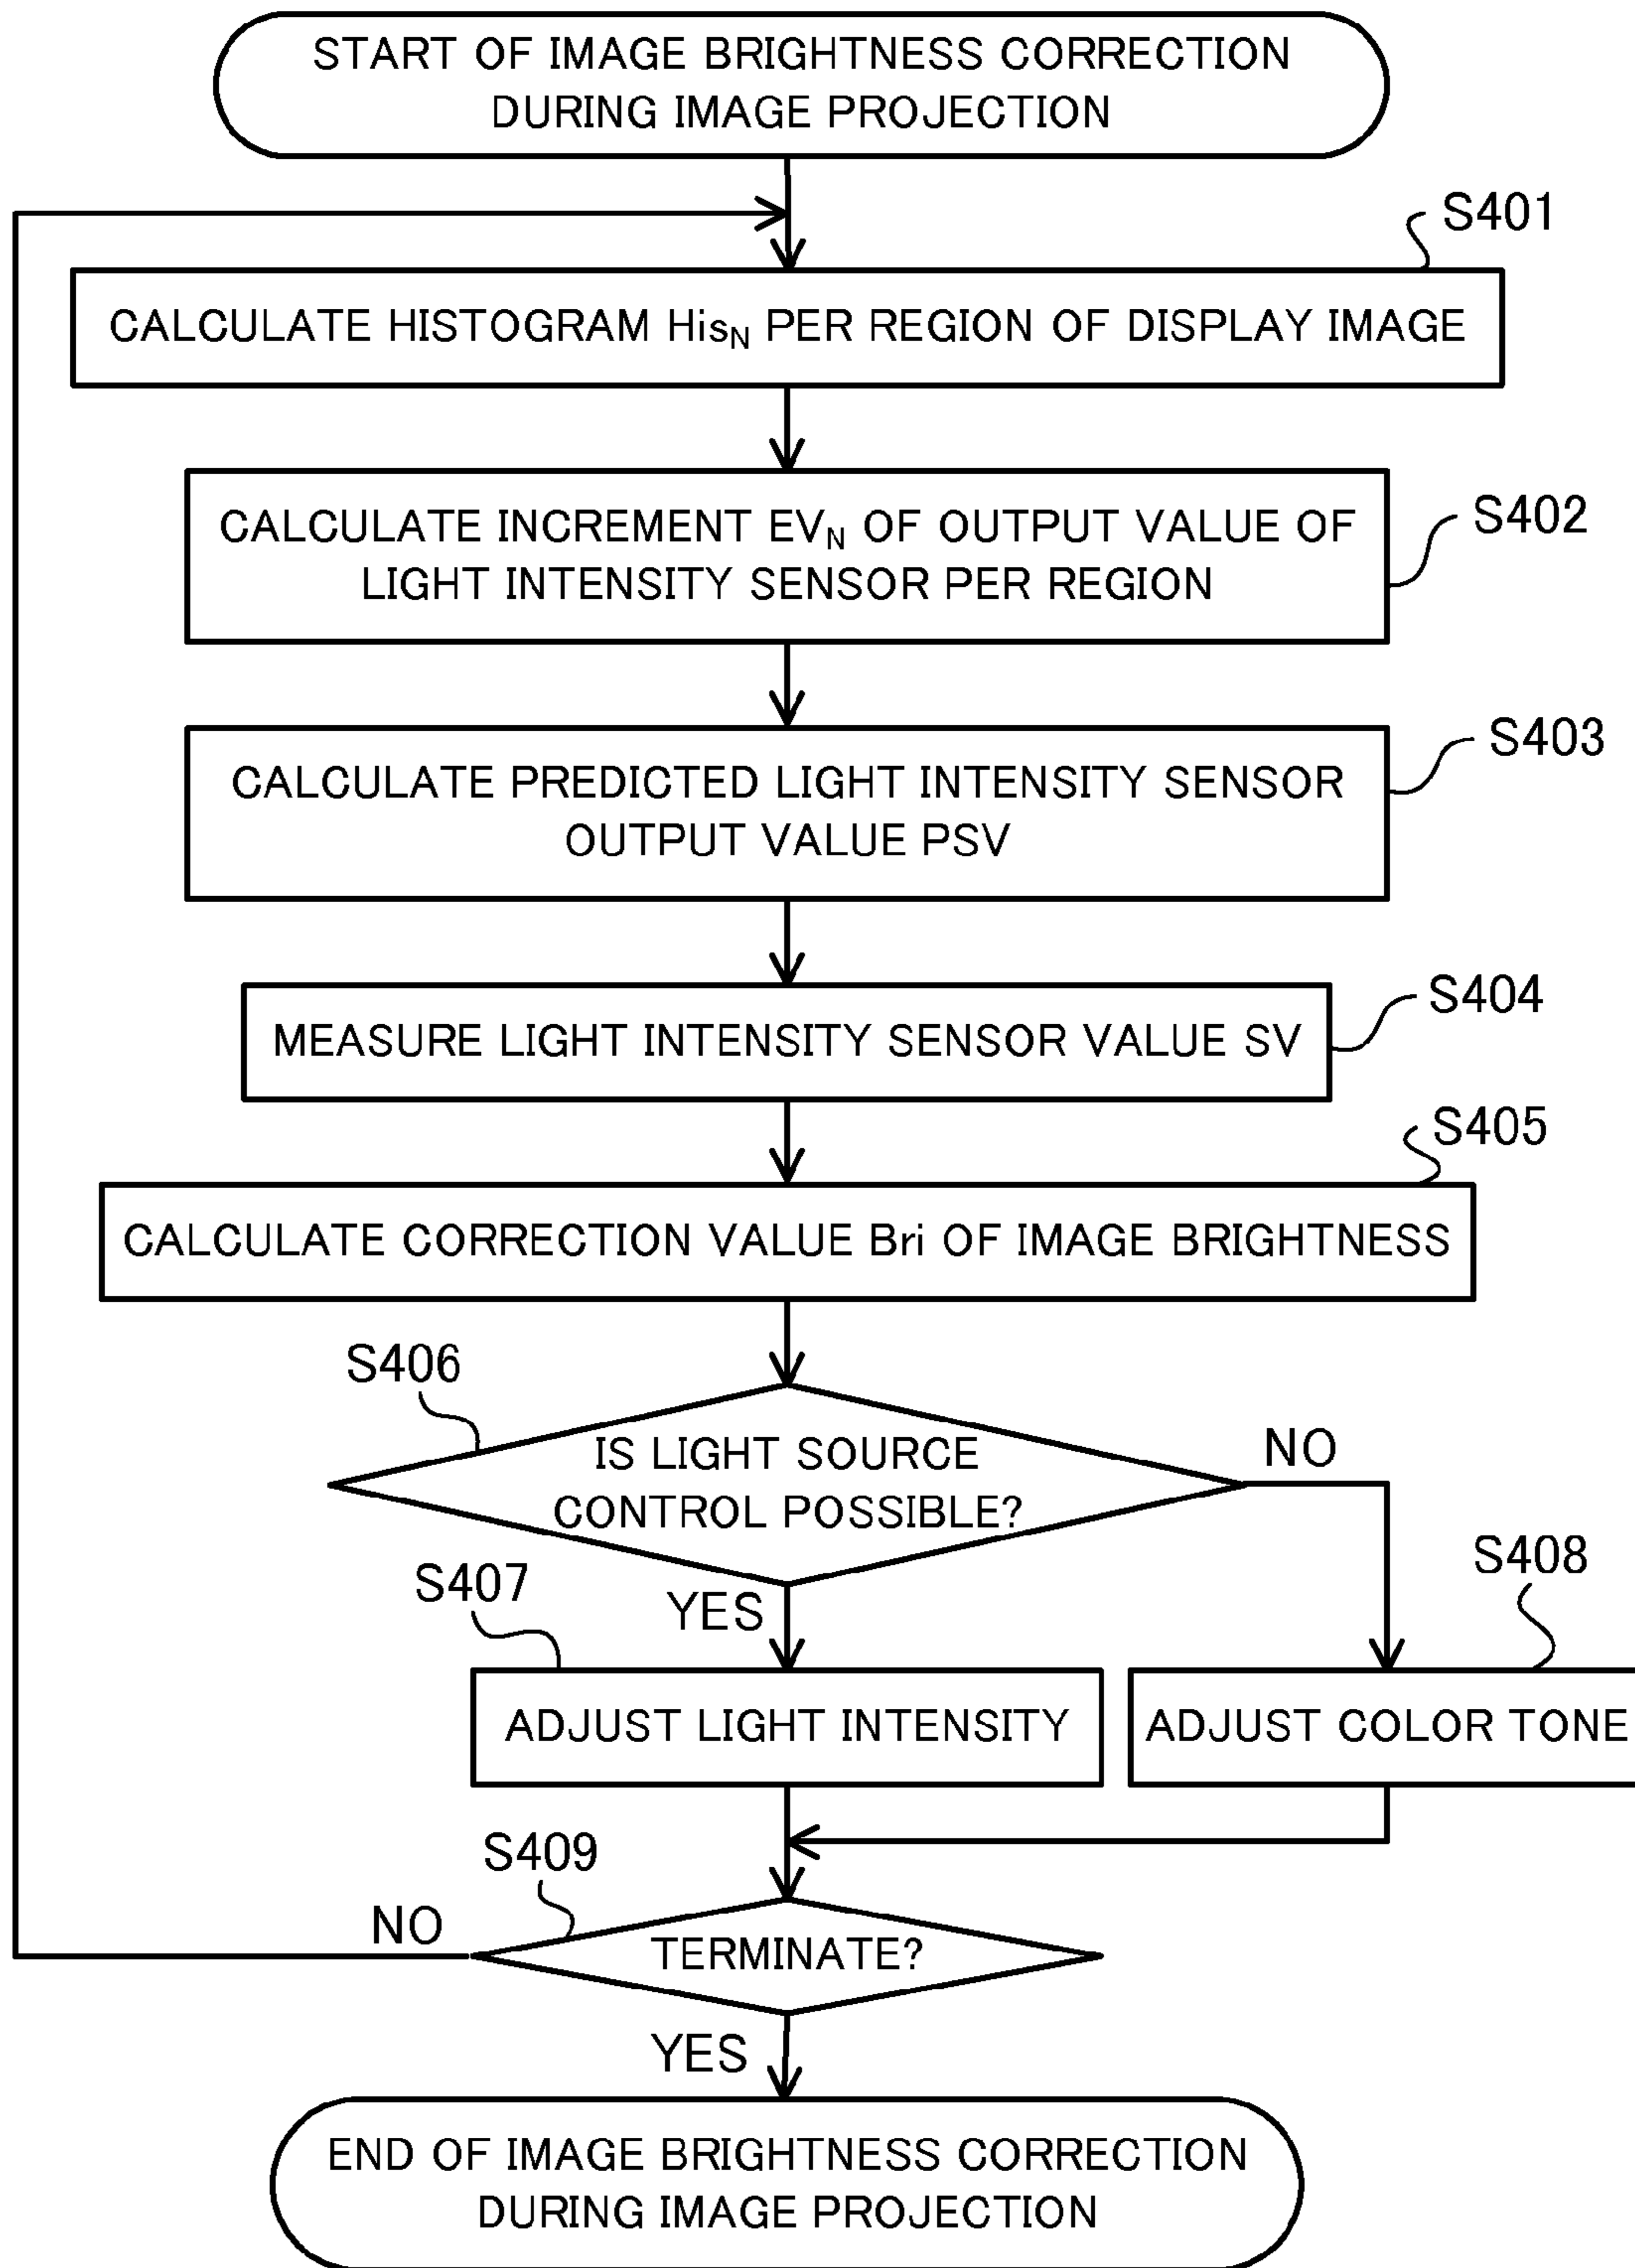 START OF IMAGE BRIGHTNESS CORRECTION
DURING IMAGE PROJECTION
S401
CALCULATE HISTOGRAM HisN PER REGION OF DISPLAY IMAGE
S402
CALCULATE INCREMENT EVN OF OUTPUT VALUE OF
LIGHT INTENSITY SENSOR PER REGION
S403
CALCULATE PREDICTED LIGHT INTENSITY SENSOR
OUTPUT VALUE PSV
S404
MEASURE LIGHT INTENSITY SENSOR VALUE SV
S405
CALCULATE CORRECTION VALUE Bri OF IMAGE BRIGHTNESS
S406
IS LIGHT SOURCE
CONTROL POSSIBLE?
NO
YES
S407
ADJUST LIGHT INTENSITY
S408
ADJUST COLOR TONE
S409
TERMINATE?
NO
YES
END OF IMAGE BRIGHTNESS CORRECTION
DURING IMAGE PROJECTION